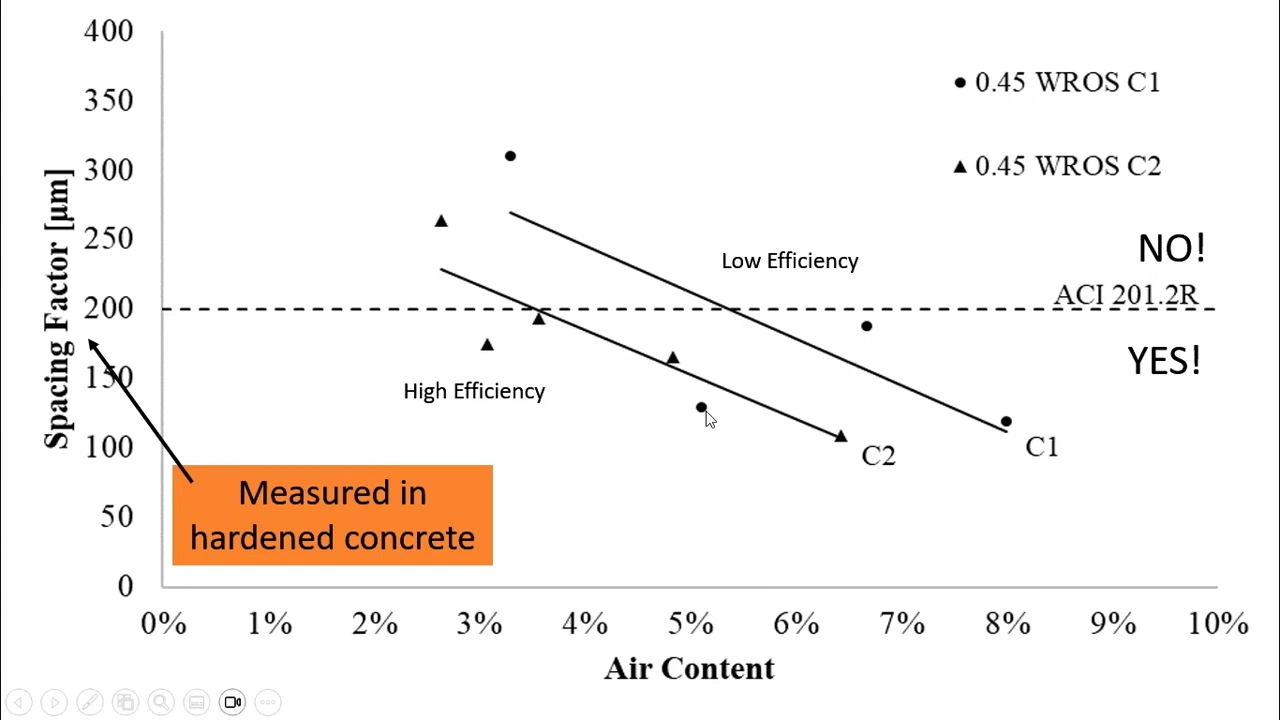 400
350
300
250
200
150
100
50
0
Spacing Factor [µm]
0.45 WROS C1
0.45 WROS C2
NO!
Low Efficiency
ACI 201.2R
YES!
High Efficiency
C2
C1
Measured in
hardened concrete
0% 1% 2% 3% 4% 5% 6% 7% 8% 9% 10%
Air Content